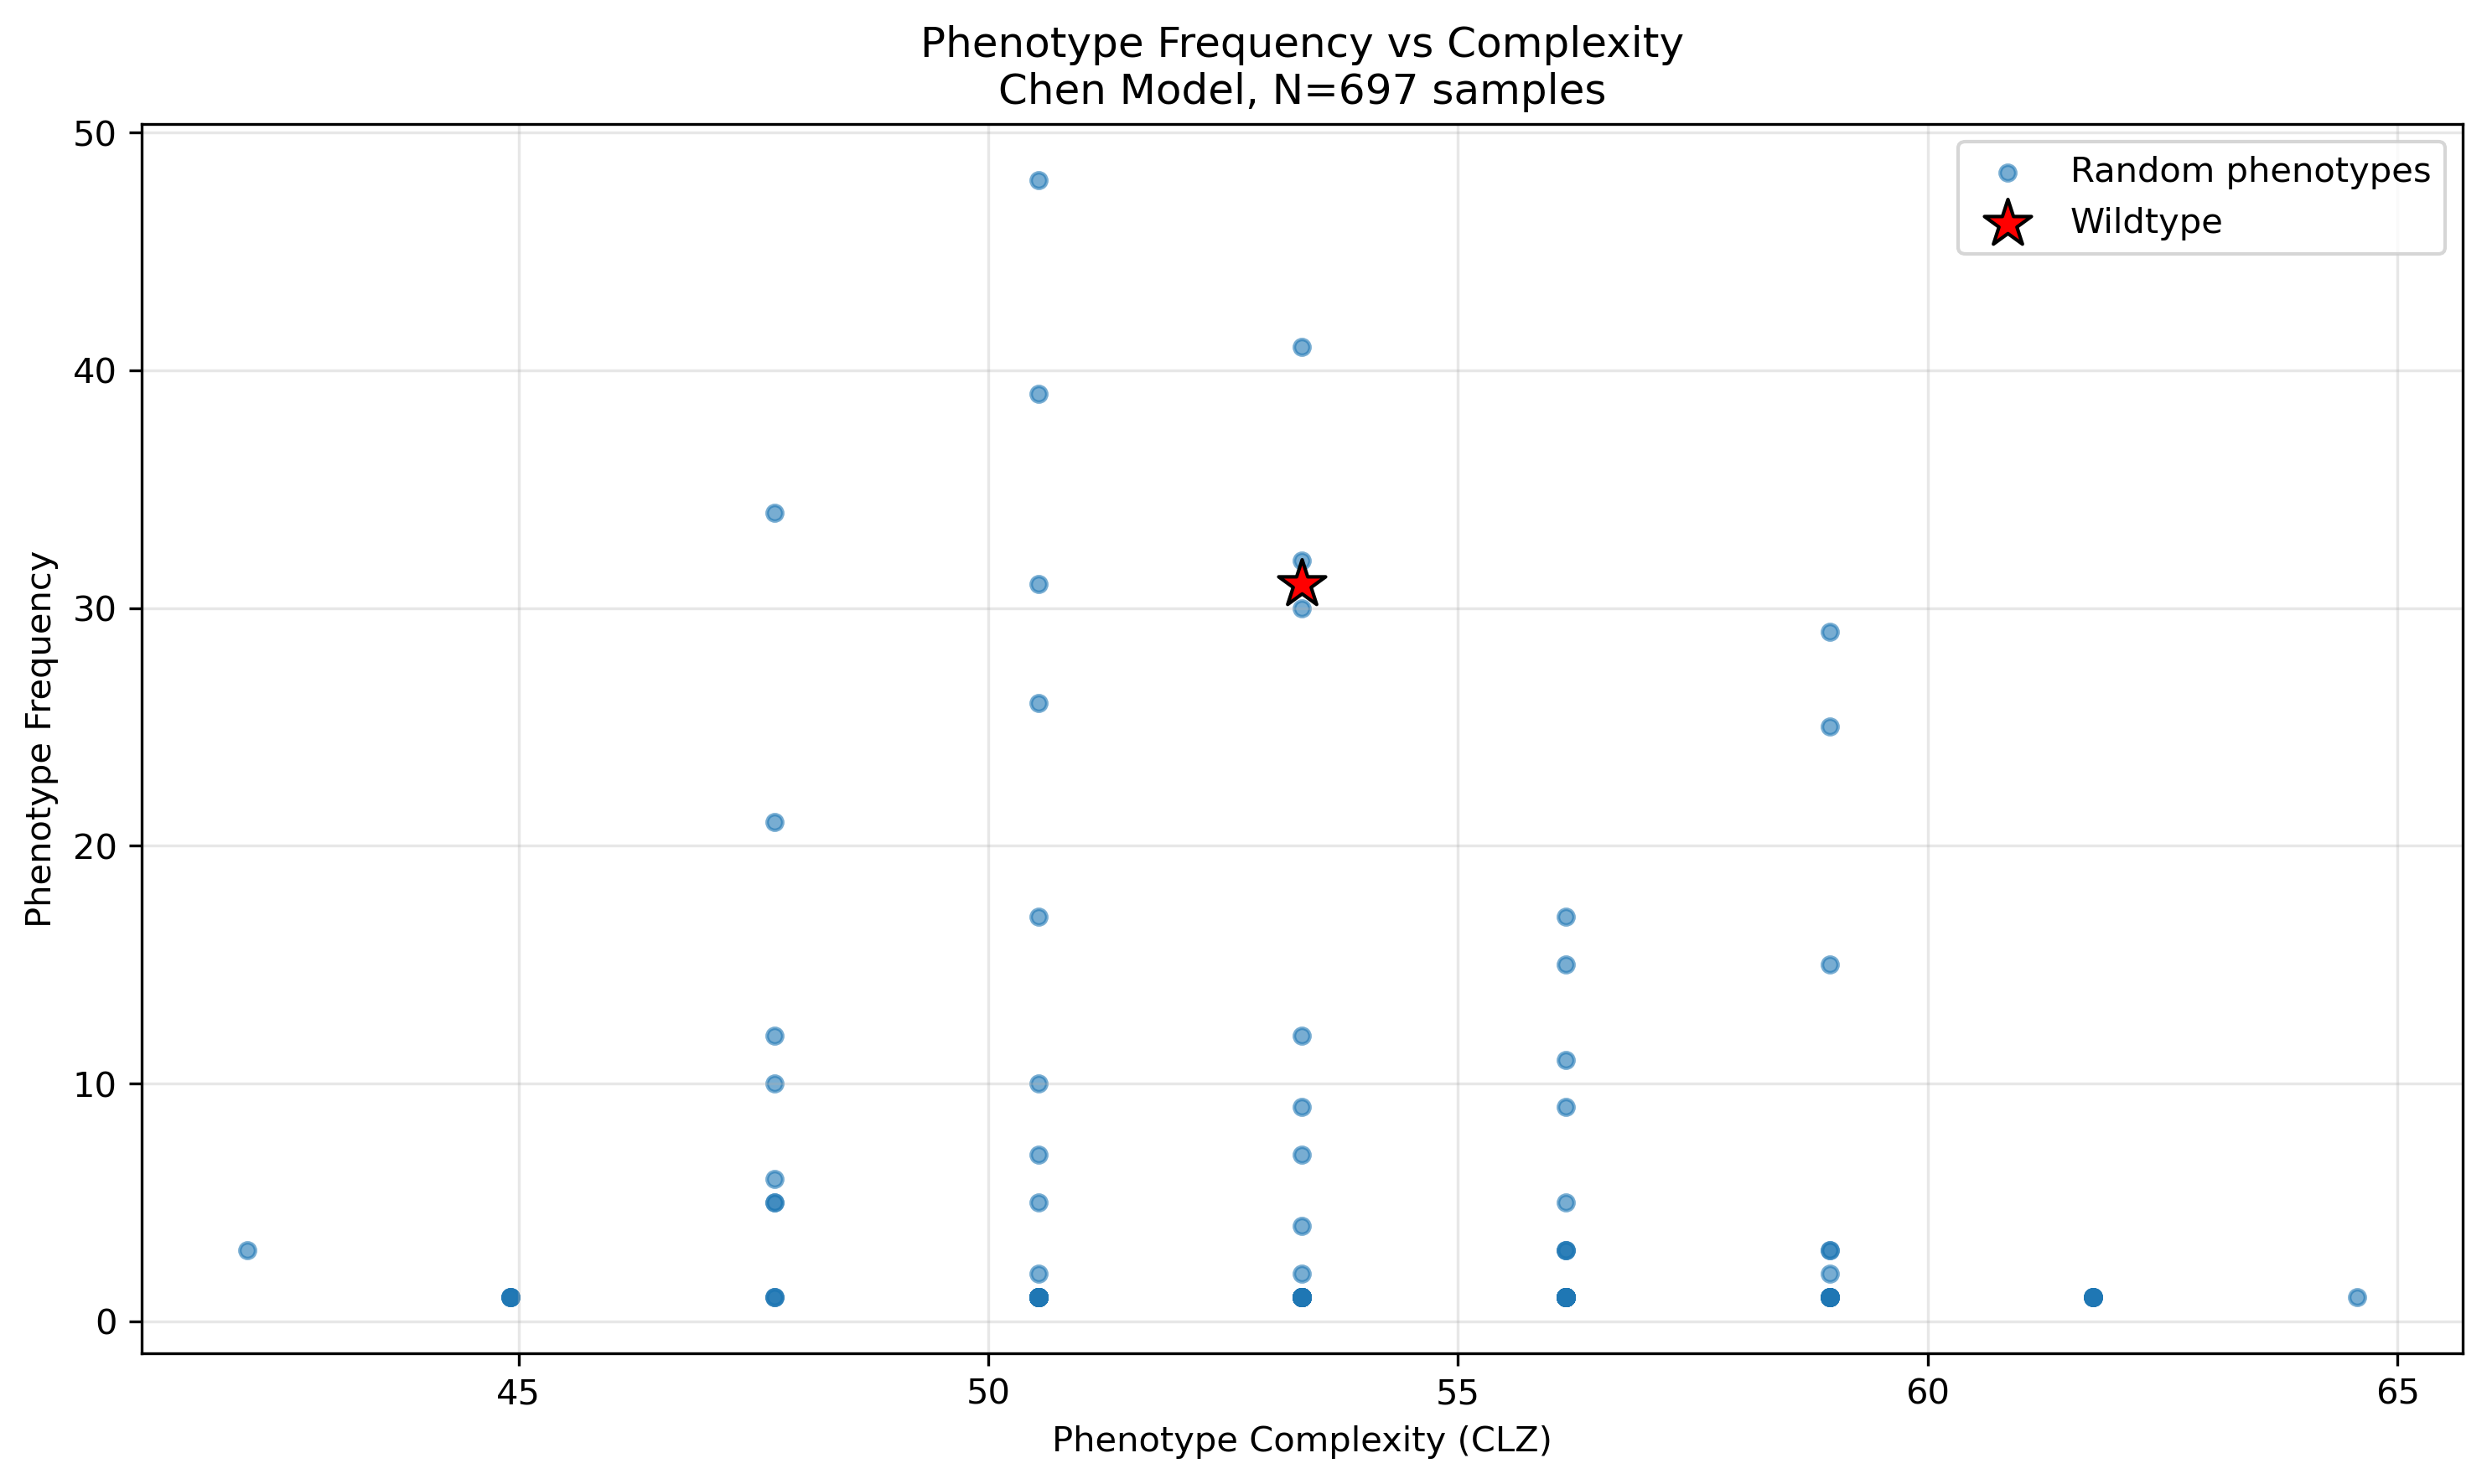 Phenotype Frequency vs Complexity
Chen Model, N=697 samples
Random phenotypes
Wildtype
Phenotype Frequency
50
40
30
20
10
0
45
50
55
60
65
Phenotype Complexity (CLZ)